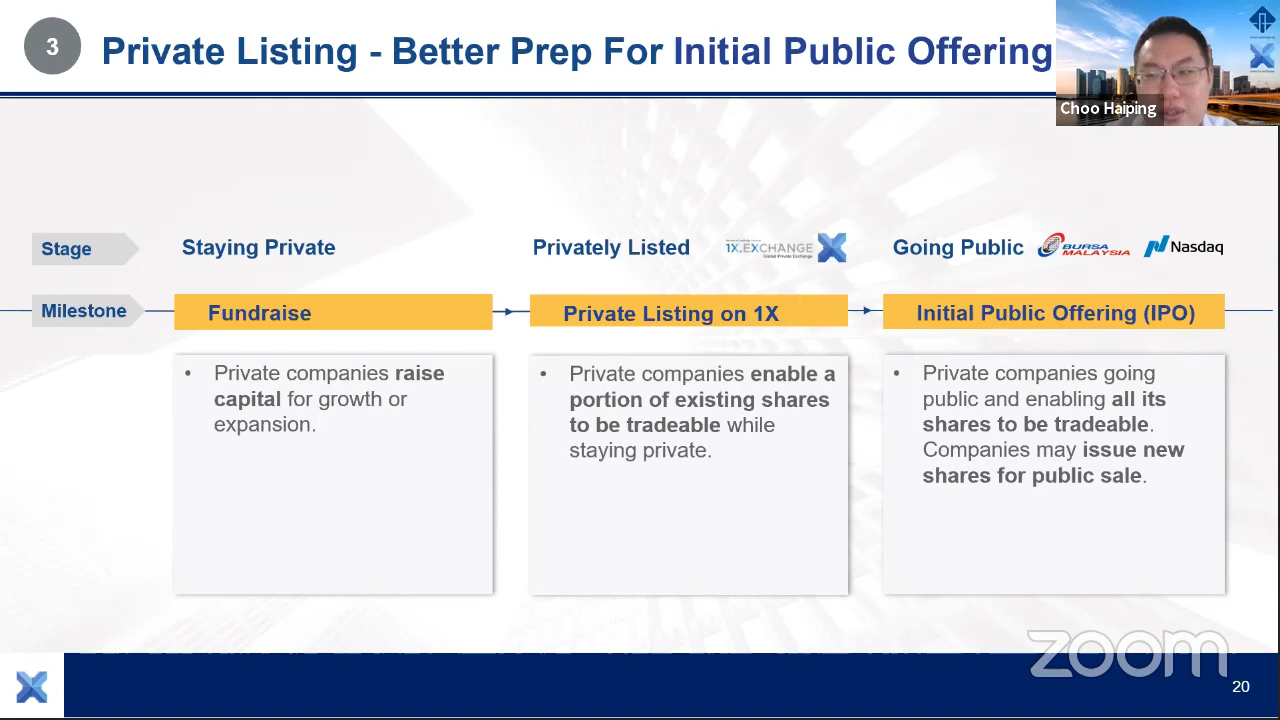 3
Private Listing - Better Prep For Initial Public Offering
Choo Haiping
Stage
Staying Private
Privately Listed
1X.EXCHANGE
Global Private Exchange
Going Public
BURSA
MALAYSIA
Nasdaq
Milestone
Fundraise
Private Listing on 1X
Initial Public Offering (IPO)
• Private companies raise
capital for growth or
expansion.
• Private companies enable a
portion of existing shares
to be tradeable while
staying private.
• Private companies going
public and enabling all its
shares to be tradeable.
Companies may issue new
shares for public sale.
zoom
20